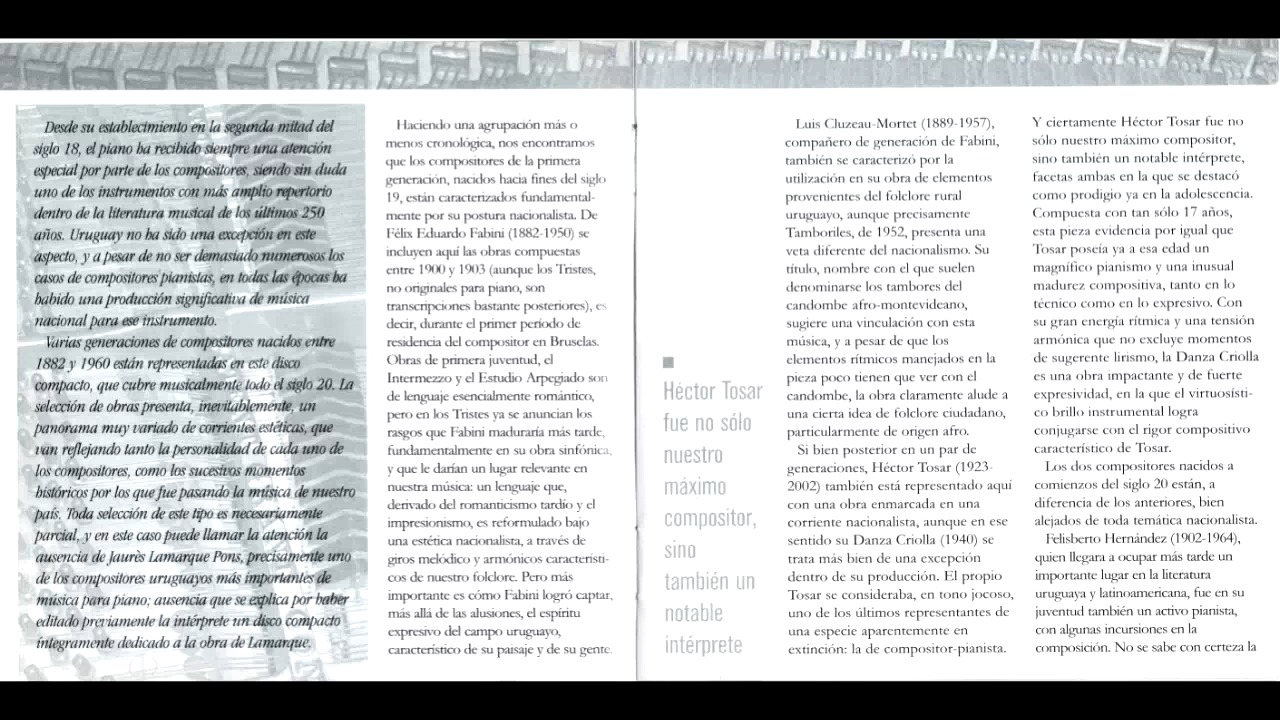 Desde su establecimiento en la segunda mitad del
siglo 18, el piano ha recibido siempre una atención
especial por parte de los compositores, siendo sin duda
uno de los instrumentos con más amplio repertorio
dentro de la literatura musical de los últimos 250
años. Uruguay no ha sido una excepción en este
aspecto, y a pesar de no ser demasiado numerosos los
casos de compositores pianistas, en todas las épocas ha
habido una producción significativa de música
nacional para ese instrumento.
Varias generaciones de compositores nacidos entre
1882 y 1960 están representadas en este disco
compacto, que cubre musicalmente todo el siglo 20. La
selección de obras presenta, inevitablemente, un
panorama muy variado de corrientes estéticas, que
van reflejando tanto la personalidad de cada uno de
los compositores, como los sucesivos momentos
históricos por los que fue pasando la música de nuestro
país. Toda selección de este tipo es necesariamente
parcial, y en este caso puede llamar la atención la
ausencia de Jaurès Lamarque Pons, precisamente uno
de los compositores uruguayos más importantes de
música para piano; ausencia que se explica por haber
editado previamente la intérprete un disco compacto
íntegramente dedicado a la obra de Lamarque.
Haciendo una agrupación más o
menos cronológica, nos encontramos
que los compositores de la primera
generación, nacidos hacia fines del siglo
19, están caracterizados fundamental-
mente por su postura nacionalista. De
Félix Eduardo Fabini (1882-1950) se
incluyen aquí las obras compuestas
entre 1900 y 1903 (aunque los Tristes,
no originales para piano, son
transcripciones bastante posteriores), es
decir, durante el primer período de
residencia del compositor en Bruselas.
Obras de primera juventud, el
Intermezzo y el Estudio Arpegiado son
de lenguaje esencialmente romántico,
pero en los Tristes ya se anuncian los
rasgos que Fabini maduraría más tarde,
fundamentalmente en su obra sinfónica,
y que le darían un lugar relevante en
nuestra música: un lenguaje que,
derivado del romanticismo tardío y el
impresionismo, es reformulado bajo
una estética nacionalista, a través de
giros melódico y armónicos característi-
cos de nuestro folclore. Pero más
importante es cómo Fabini logró captar,
más allá de las alusiones, el espíritu
expresivo del campo uruguayo,
característico de su paisaje y de su gente.
Héctor Tosar
fue no sólo
nuestro
máximo
compositor,
sino
también un
notable
intérprete
Luis Cluzeau-Mortet (1889-1957),
compañero de generación de Fabini,
también se caracterizó por la
utilización en su obra de elementos
provenientes del folclore rural
uruguayo, aunque precisamente
Tamboriles, de 1952, presenta una
veta diferente del nacionalismo. Su
título, nombre con el que suelen
denominarse los tambores del
candombe afro-montevideano,
sugiere una vinculación con esta
música, y a pesar de que los
elementos rítmicos manejados en la
pieza poco tienen que ver con el
candombe, la obra claramente alude a
una cierta idea de folclore ciudadano,
particularmente de origen afro.
Si bien posterior en un par de
generaciones, Héctor Tosar (1923-
2002) también está representado aquí
con una obra enmarcada en una
corriente nacionalista, aunque en ese
sentido su Danza Criolla (1940) se
trata más bien de una excepción
dentro de su producción. El propio
Tosar se consideraba, en tono jocoso,
uno de los últimos representantes de
una especie aparentemente en
extinción: la de compositor-pianista.
Y ciertamente Héctor Tosar fue no
sólo nuestro máximo compositor,
sino también un notable intérprete,
facetas ambas en la que se destacó
como prodigio ya en la adolescencia.
Compuesta con tan sólo 17 años,
esta pieza evidencia por igual que
Tosar poseía ya a esa edad un
magnífico pianismo y una inusual
madurez compositiva, tanto en lo
técnico como en lo expresivo. Con
su gran energía rítmica y una tensión
armónica que no excluye momentos
de sugerente lirismo, la Danza Criolla
es una obra impactante y de fuerte
expresividad, en la que el virtuosísti-
co brillo instrumental logra
conjugarse con el rigor compositivo
característico de Tosar.
Los dos compositores nacidos a
comienzos del siglo 20 están, a
diferencia de los anteriores, bien
alejados de toda temática nacionalista.
Felisberto Hernández (1902-1964),
quien llegara a ocupar más tarde un
importante lugar en la literatura
uruguaya y latinoamericana, fue en su
juventud también un activo pianista,
con algunas incursiones en la
composición. No se sabe con certeza la